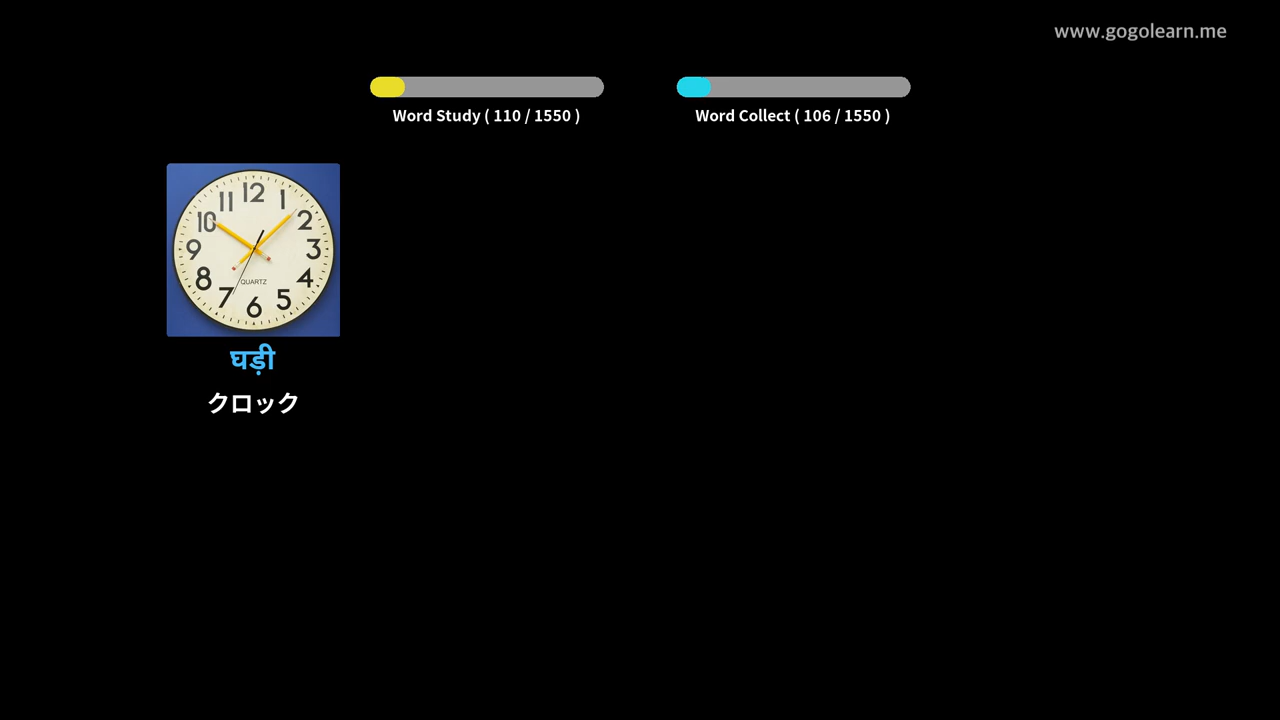 www.gogolearn.me
Word Study ( 110 / 1550 )
Word Collect ( 106 / 1550 )
12
11
1
10
2
9
3
8
4
QUARTZ
7
5
6
घड़ी
クロック